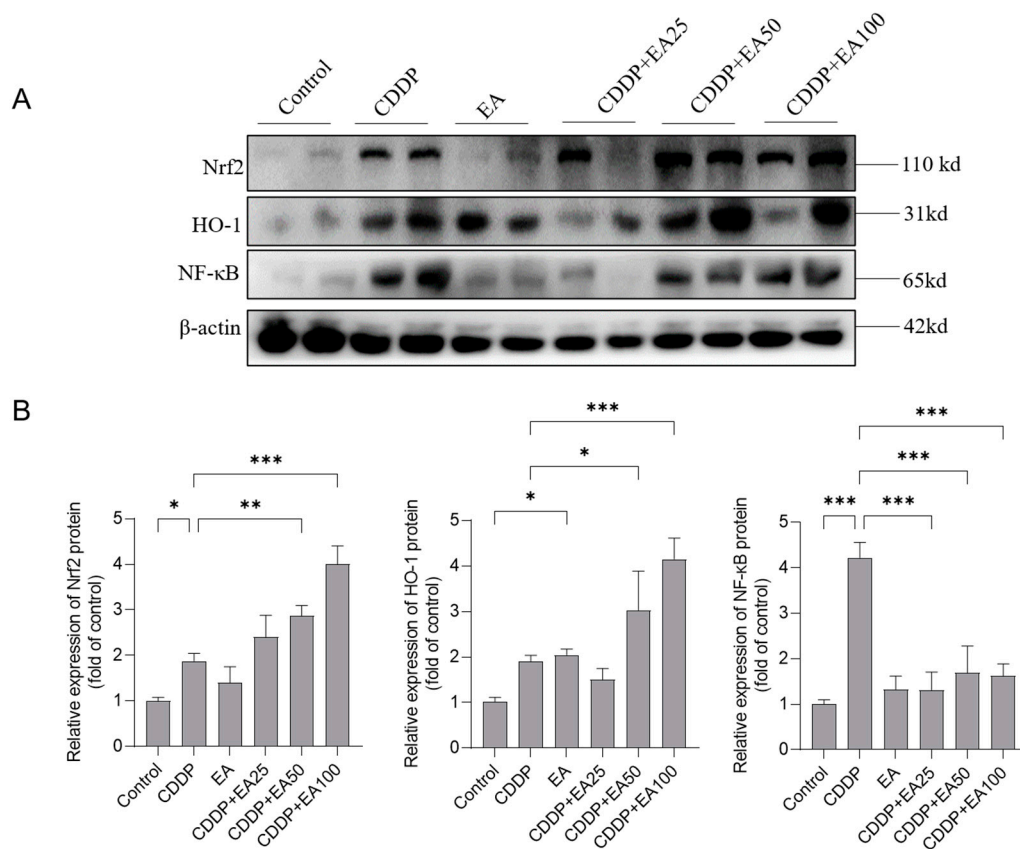 A
Control
CDDP
EA
CDDP+EA25
CDDP+EA50
CDDP+EA100
Nrf2
110 kd
HO-1
31kd
NF-κB
65kd
β-actin
42kd
B
Relative expression of Nrf2 protein
(fold of control)
5
4
3
2
1
0
*
**
***
Control
CDDP
EA
CDDP+EA25
CDDP+EA50
CDDP+EA100
Relative expression of HO-1 protein
(fold of control)
5
4
3
2
1
0
*
*
***
Control
CDDP
EA
CDDP+EA25
CDDP+EA50
CDDP+EA100
Relative expression of NF-κB protein
(fold of control)
5
4
3
2
1
0
***
***
***
***
Control
CDDP
EA
CDDP+EA25
CDDP+EA50
CDDP+EA100